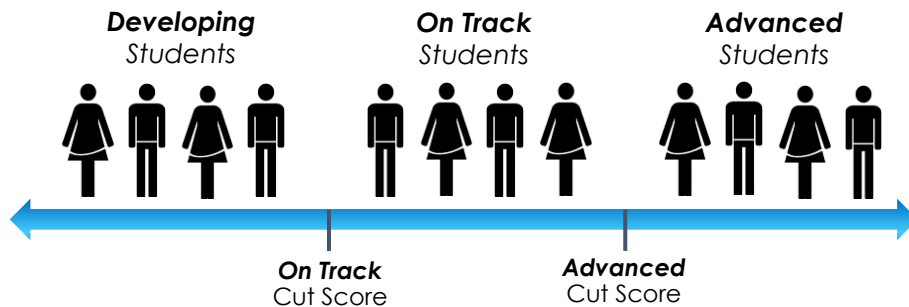 Developing
Students
On Track
Students
Advanced
Students
On Track
Cut Score
Advanced
Cut Score